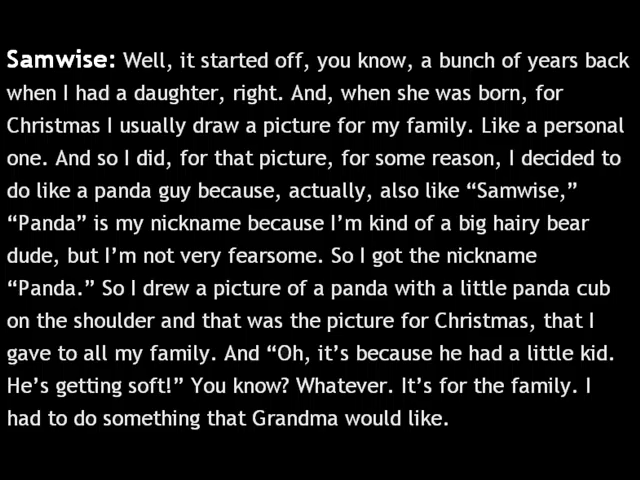 Samwise: Well, it started off, you know, a bunch of years back
when I had a daughter, right. And, when she was born, for
Christmas I usually draw a picture for my family. Like a personal
one. And so I did, for that picture, for some reason, I decided to
do like a panda guy because, actually, also like “Samwise,”
“Panda” is my nickname because I’m kind of a big hairy bear
dude, but I’m not very fearsome. So I got the nickname
“Panda.” So I drew a picture of a panda with a little panda cub
on the shoulder and that was the picture for Christmas, that I
gave to all my family. And “Oh, it’s because he had a little kid.
He’s getting soft!” You know? Whatever. It’s for the family. I
had to do something that Grandma would like.